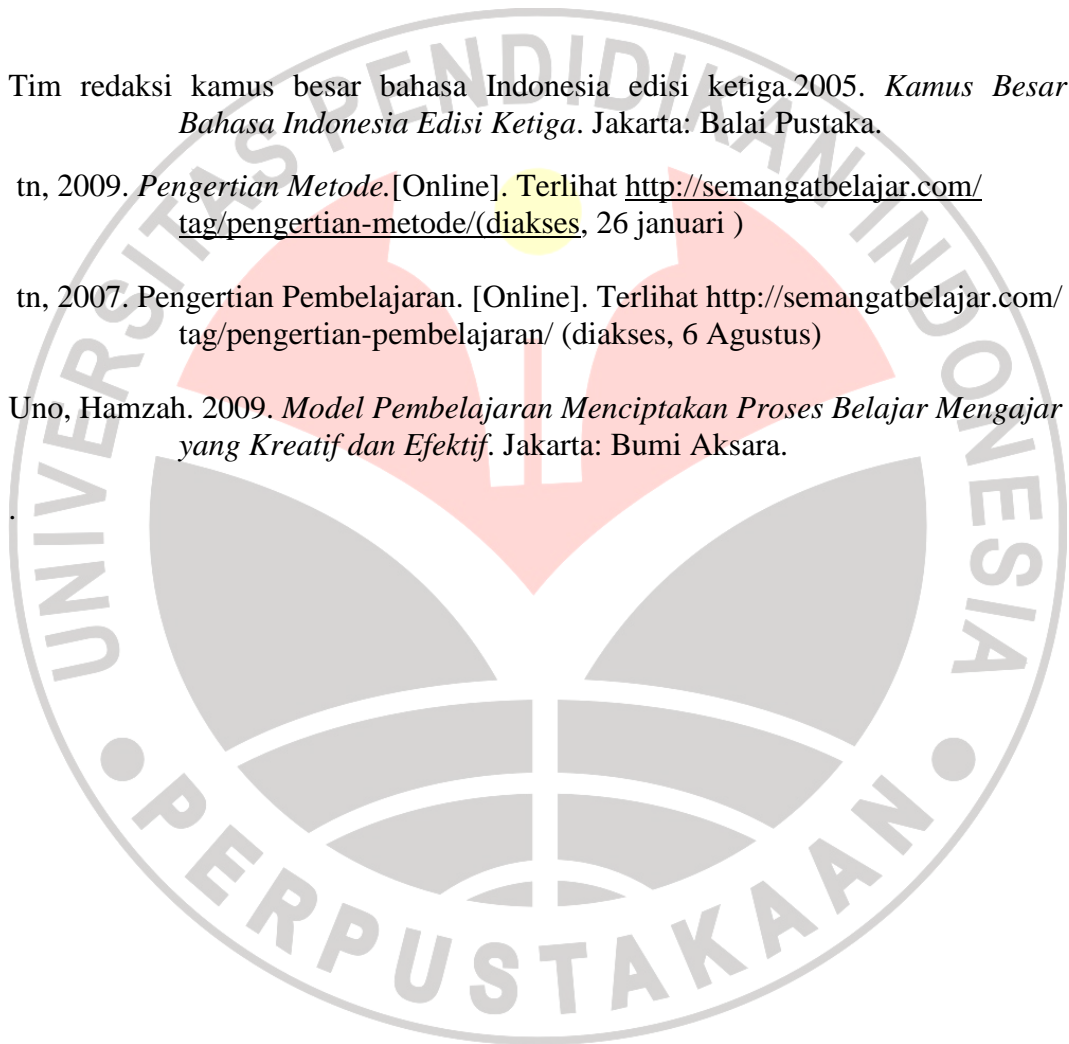 Tim redaksi kamus besar bahasa Indonesia edisi ketiga.2005. Kamus Besar
Bahasa Indonesia Edisi Ketiga. Jakarta: Balai Pustaka.
tn, 2009. Pengertian Metode.[Online]. Terlihat http://semangatbelajar.com/
tag/pengertian-metode/(diakses, 26 januari )
tn, 2007. Pengertian Pembelajaran. [Online]. Terlihat http://semangatbelajar.com/
tag/pengertian-pembelajaran/ (diakses, 6 Agustus)
Uno, Hamzah. 2009. Model Pembelajaran Menciptakan Proses Belajar Mengajar
yang Kreatif dan Efektif. Jakarta: Bumi Aksara.
.
UNIVERSITAS PENDIDIKAN INDONESIA
PERPUSTAKAAN